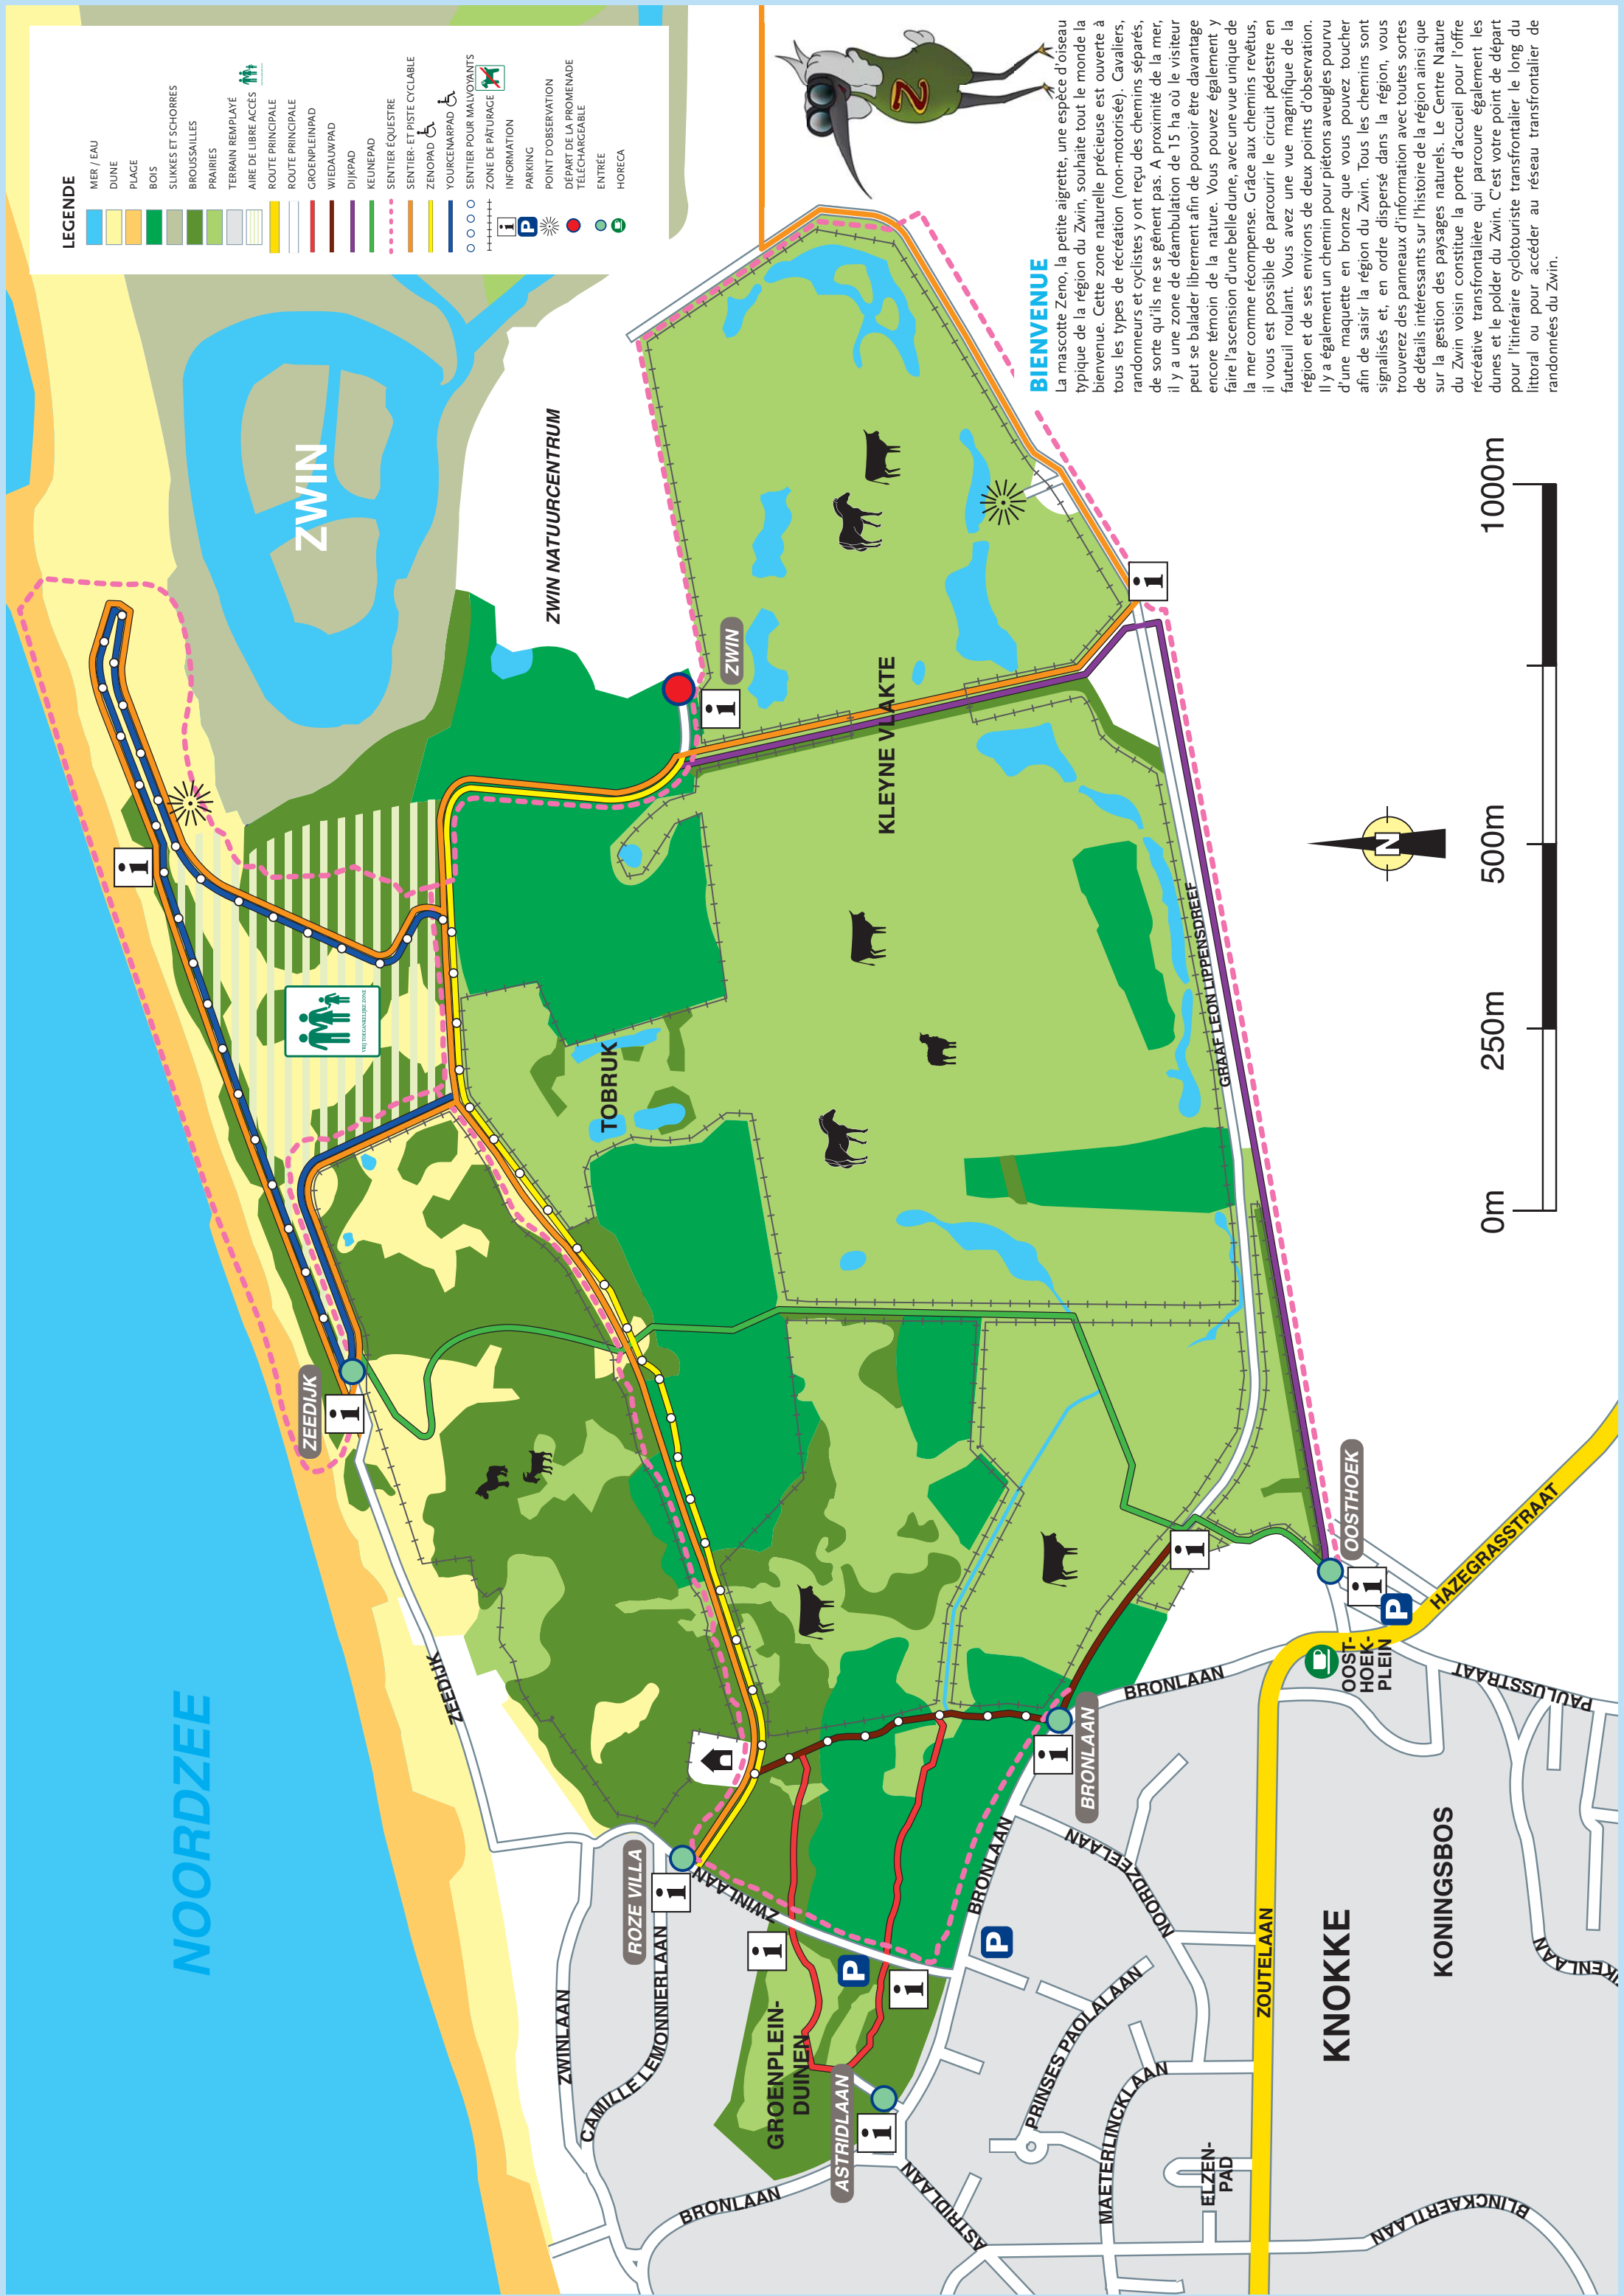 LEGENDE
MER / EAU
DUNE
PLAGE
BOIS
SLIKKES ET SCHORRES
BROUSSAILLES
PRAIRIES
TERRAIN REMPLAYÉ
AIRE DE LIBRE ACCÈS
ROUTE PRINCIPALE
ROUTE PRINCIPALE
GROENPLEINPAD
WIEDAUWPAD
DIJKPAD
KEUNEPAD
SENTIER ÉQUESTRE
SENTIER- ET PISTE CYCLABLE
ZENOPAD
YOURCENARPAD
SENTIER POUR MALVOYANTS
ZONE DE PÂTURAGE
i INFORMATION
P PARKING
POINT D'OBSERVATION
DÉPART DE LA PROMENADE
TÉLÉCHARGEABLE
ENTRÉE
HORECA
NOORDZEE
ZWIN
ZWIN NATUURCENTRUM
i
VRIJ TOEGANKELIJKE ZONE
ZEEDIJK
i
ZEEDIJK
TOBRUK
ZWIN
i
KLEYNE VLAKTE
i
GRAAF LEON LIPPENSDREEF
ROZE VILLA
i
ZWINLAAN
CAMILLE LEMONNIERLAAN
ZWINLAAN
i
P
i
GROENPLEIN-
DUINEN
ASTRIDLAAN
i
BRONLAAN
ASTRIDLAAN
BRONLAAN
P
i
BRONLAAN
BRONLAAN
i
OOSTHOEK
i
P
OOST-
HOEK-
PLEIN
HAZEGRASSTRAAT
PAULUSSTRAAT
NOORDZEELAAN
PRINSES PAOLALAAN
MAETERLINCKLAAN
ELZEN-
PAD
ZOUTELAAN
KNOKKE
KONINGSBOS
BLINCKAERTLAAN
Z
BIENVENUE
La mascotte Zeno, la petite aigrette, une espèce d'oiseau
typique de la région du Zwin, souhaite tout le monde la
bienvenue. Cette zone naturelle précieuse est ouverte à
tous les types de récréation (non-motorisée). Cavaliers,
randonneurs et cyclistes y ont reçu des chemins séparés,
de sorte qu'ils ne se gênent pas. A proximité de la mer,
il y a une zone de déambulation de 15 ha où le visiteur
peut se balader librement afin de pouvoir être davantage
encore témoin de la nature. Vous pouvez également y
faire l'ascension d'une belle dune, avec une vue unique de
la mer comme récompense. Grâce aux chemins revêtus,
il vous est possible de parcourir le circuit pédestre en
fauteuil roulant. Vous avez une vue magnifique de la
région et de ses environs de deux points d'observation.
Il y a également un chemin pour piétons aveugles pourvu
d'une maquette en bronze que vous pouvez toucher
afin de saisir la région du Zwin. Tous les chemins sont
signalisés et, en ordre dispersé dans la région, vous
trouverez des panneaux d'information avec toutes sortes
de détails intéressants sur l'histoire de la région ainsi que
sur la gestion des paysages naturels. Le Centre Nature
du Zwin voisin constitue la porte d'accueil pour l'offre
récréative transfrontalière qui parcoure également les
dunes et le polder du Zwin. C'est votre point de départ
pour l'itinéraire cyclotouriste transfrontalier le long du
littoral ou pour accéder au réseau transfrontalier de
randonnées du Zwin.
N
0m 250m 500m 1000m